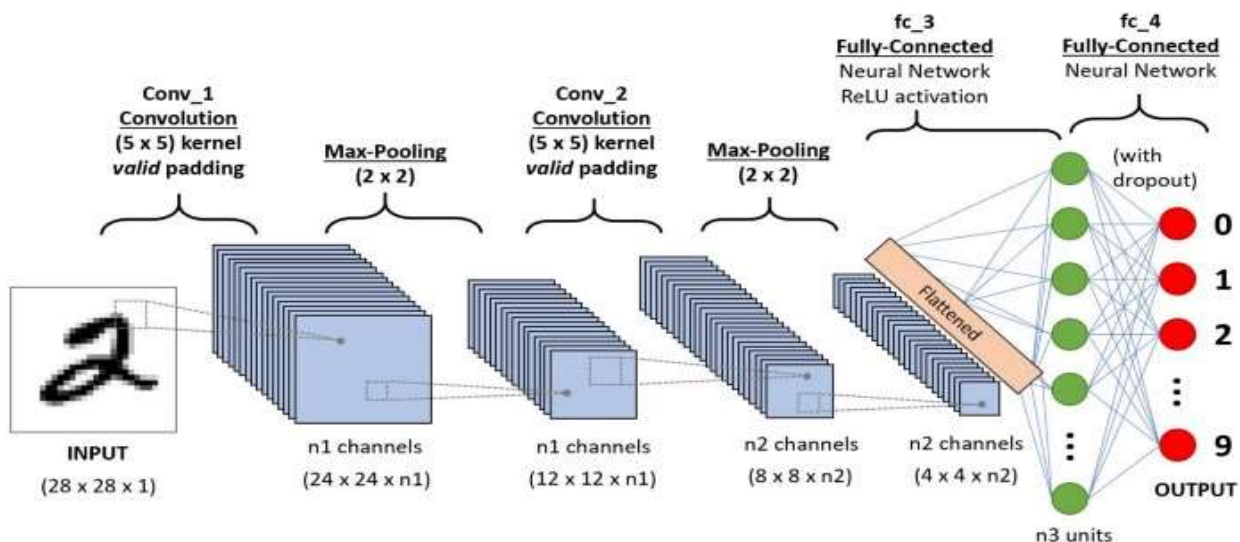 fc_3
Fully-Connected
Neural Network
ReLU activation
fc_4
Fully-Connected
Neural Network
Conv_1
Convolution
(5 x 5) kernel
valid padding
Max-Pooling
(2 x 2)
Conv_2
Convolution
(5 x 5) kernel
valid padding
Max-Pooling
(2 x 2)
(with
dropout)
Flattened
0
1
2
...
9
...
INPUT
(28 x 28 x 1)
n1 channels
(24 x 24 x n1)
n1 channels
(12 x 12 x n1)
n2 channels
(8 x 8 x n2)
n2 channels
(4 x 4 x n2)
n3 units
OUTPUT
2